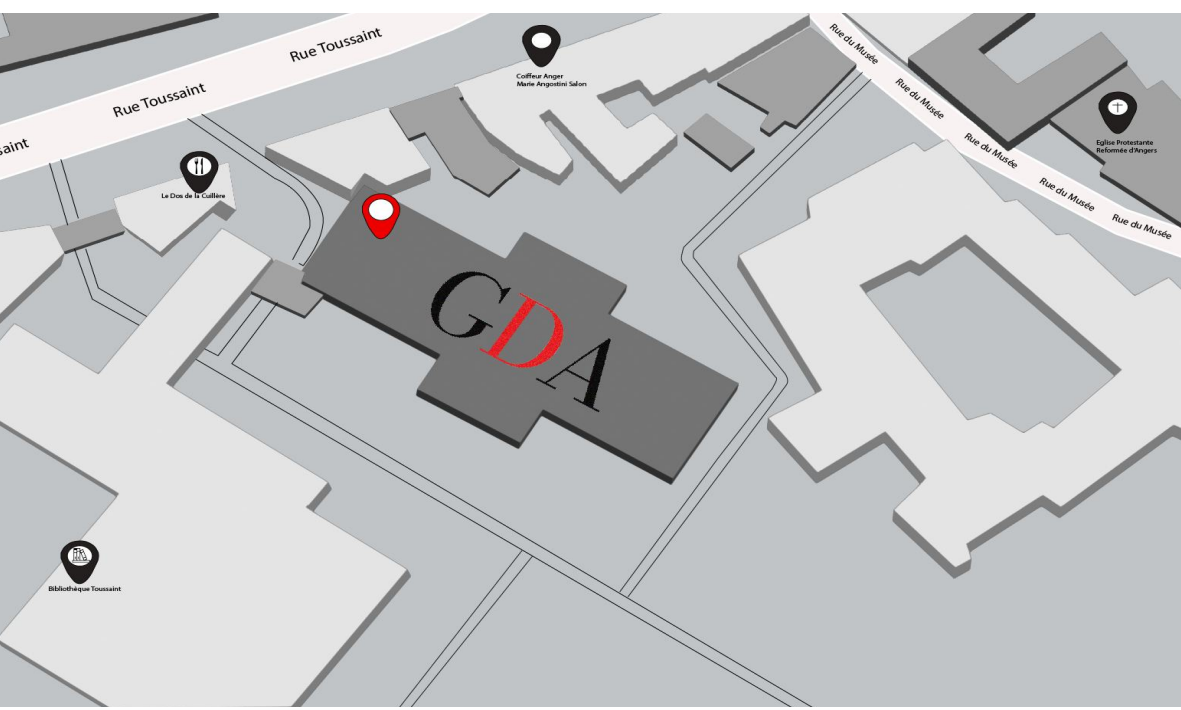 Rue Toussaint
Rue Toussaint
saint
Coiffeur Anger
Marie Angostini Salon
Rue du Musée
Rue du Musée
Rue du Musée
Rue du Musée
Rue du Musée
Eglise Protestante
Reformée d'Angers
Le Dos de la Cuillère
GDA
Bibliothèque Toussaint